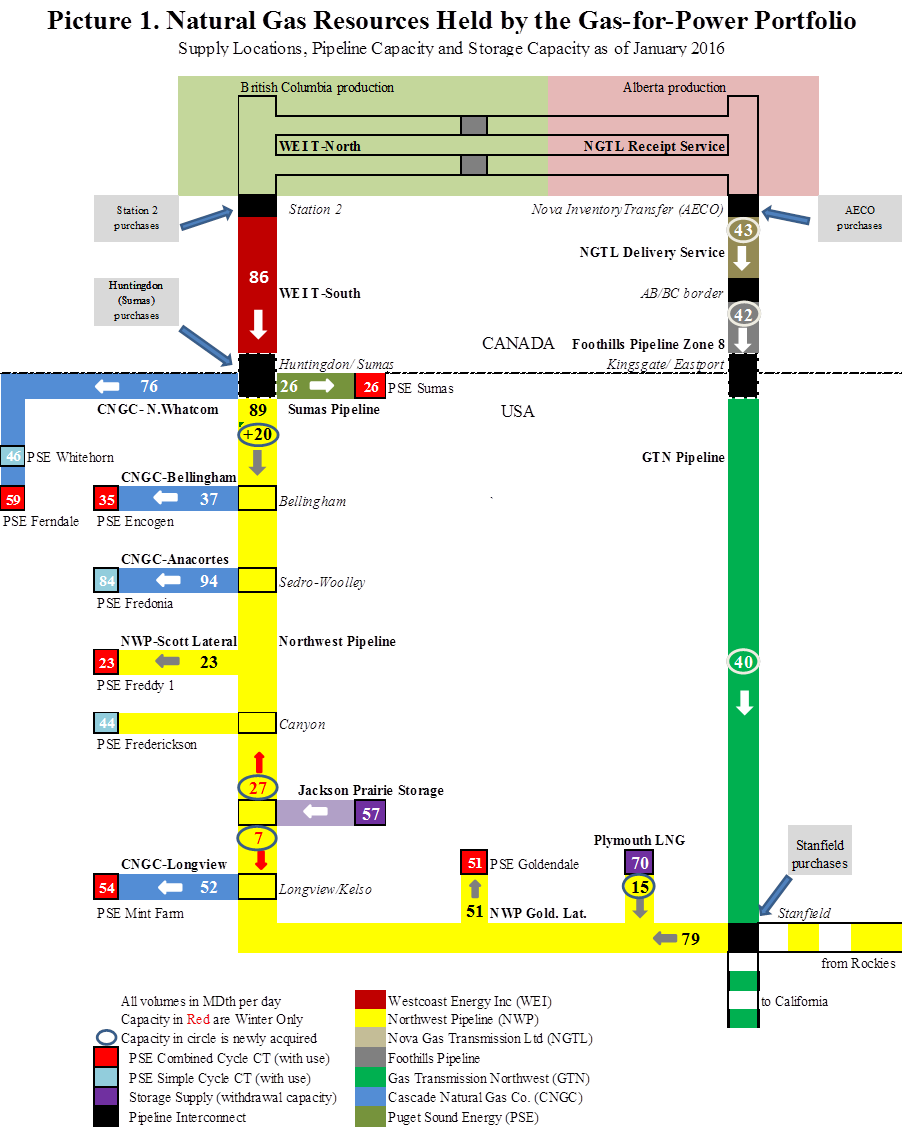 Picture 1. Natural Gas Resources Held by the Gas-for-Power Portfolio
Supply Locations, Pipeline Capacity and Storage Capacity as of January 2016
British Columbia production
Alberta production
WEIT-North
NGTL Receipt Service
Station 2
purchases
Station 2
Nova Inventory Transfer (AECO)
AECO
purchases
43
NGTL Delivery Service
86
Huntingdon
(Sumas)
purchases
WEIT-South
AB/BC border
42
CANADA
Foothills Pipeline Zone 8
Huntingdon/ Sumas
Kingsgate/ Eastport
76
26
26
PSE Sumas
CNGC- N.Whatcom
89
Sumas Pipeline
USA
+20
46
PSE Whitehorn
GTN Pipeline
CNGC-Bellingham
59
35
37
Bellingham
PSE Ferndale
PSE Encogen
CNGC-Anacortes
84
94
Sedro-Woolley
PSE Fredonia
NWP-Scott Lateral
Northwest Pipeline
23
23
40
PSE Freddy 1
44
Canyon
PSE Frederickson
27
Jackson Prairie Storage
57
7
Plymouth LNG
Stanfield
purchases
CNGC-Longview
51
PSE Goldendale
70
54
52
Longview/Kelso
15
PSE Mint Farm
51
NWP Gold. Lat.
Stanfield
79
from Rockies
All volumes in MDth per day
Westcoast Energy Inc (WEI)
to California
Capacity in Red are Winter Only
Northwest Pipeline (NWP)
Capacity in circle is newly acquired
Nova Gas Transmission Ltd (NGTL)
PSE Combined Cycle CT (with use)
Foothills Pipeline
PSE Simple Cycle CT (with use)
Gas Transmission Northwest (GTN)
Storage Supply (withdrawal capacity)
Cascade Natural Gas Co. (CNGC)
Pipeline Interconnect
Puget Sound Energy (PSE)